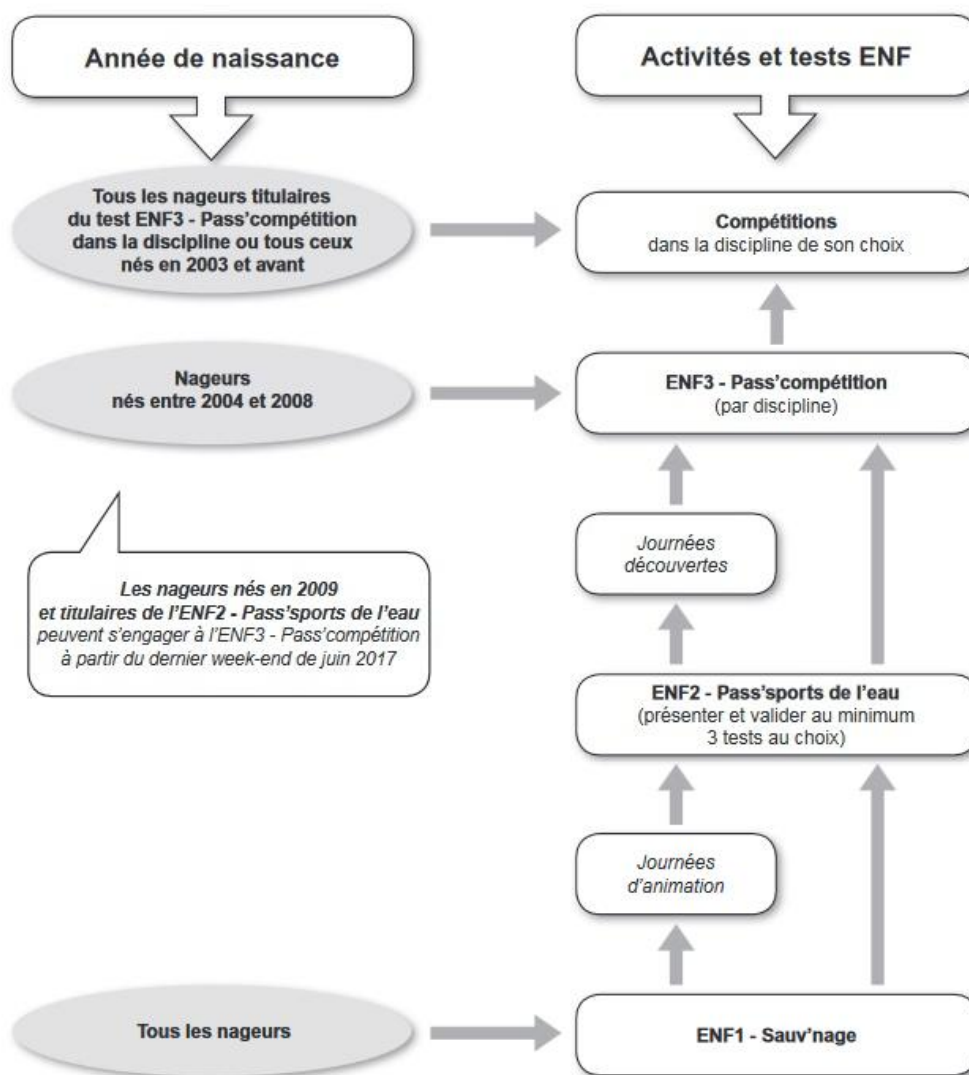 Année de naissance
Activités et tests ENF
Tous les nageurs titulaires
du test ENF3 - Pass'compétition
dans la discipline ou tous ceux
nés en 2003 et avant
Compétitions
dans la discipline de son choix
Nageurs
nés entre 2004 et 2008
ENF3 - Pass'compétition
(par discipline)
Journées
découvertes
Les nageurs nés en 2009
et titulaires de l'ENF2 - Pass'sports de l'eau
peuvent s'engager à l'ENF3 - Pass'compétition
à partir du dernier week-end de juin 2017
ENF2 - Pass'sports de l'eau
(présenter et valider au minimum
3 tests au choix)
Journées
d'animation
Tous les nageurs
ENF1 - Sauv'nage